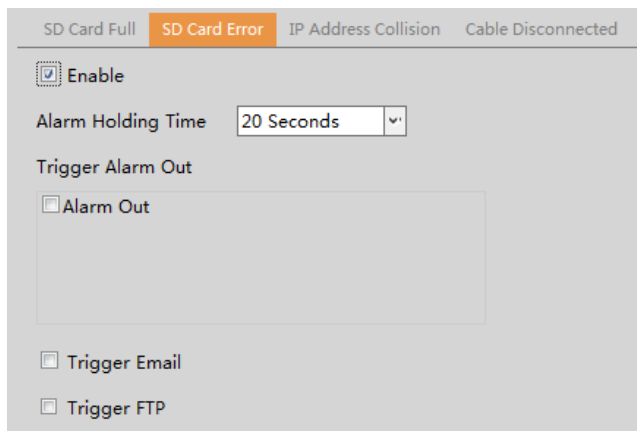 SD Card Full SD Card Error IP Address Collision Cable Disconnected
Enable
Alarm Holding Time 20 Seconds
Trigger Alarm Out
Alarm Out
Trigger Email
Trigger FTP